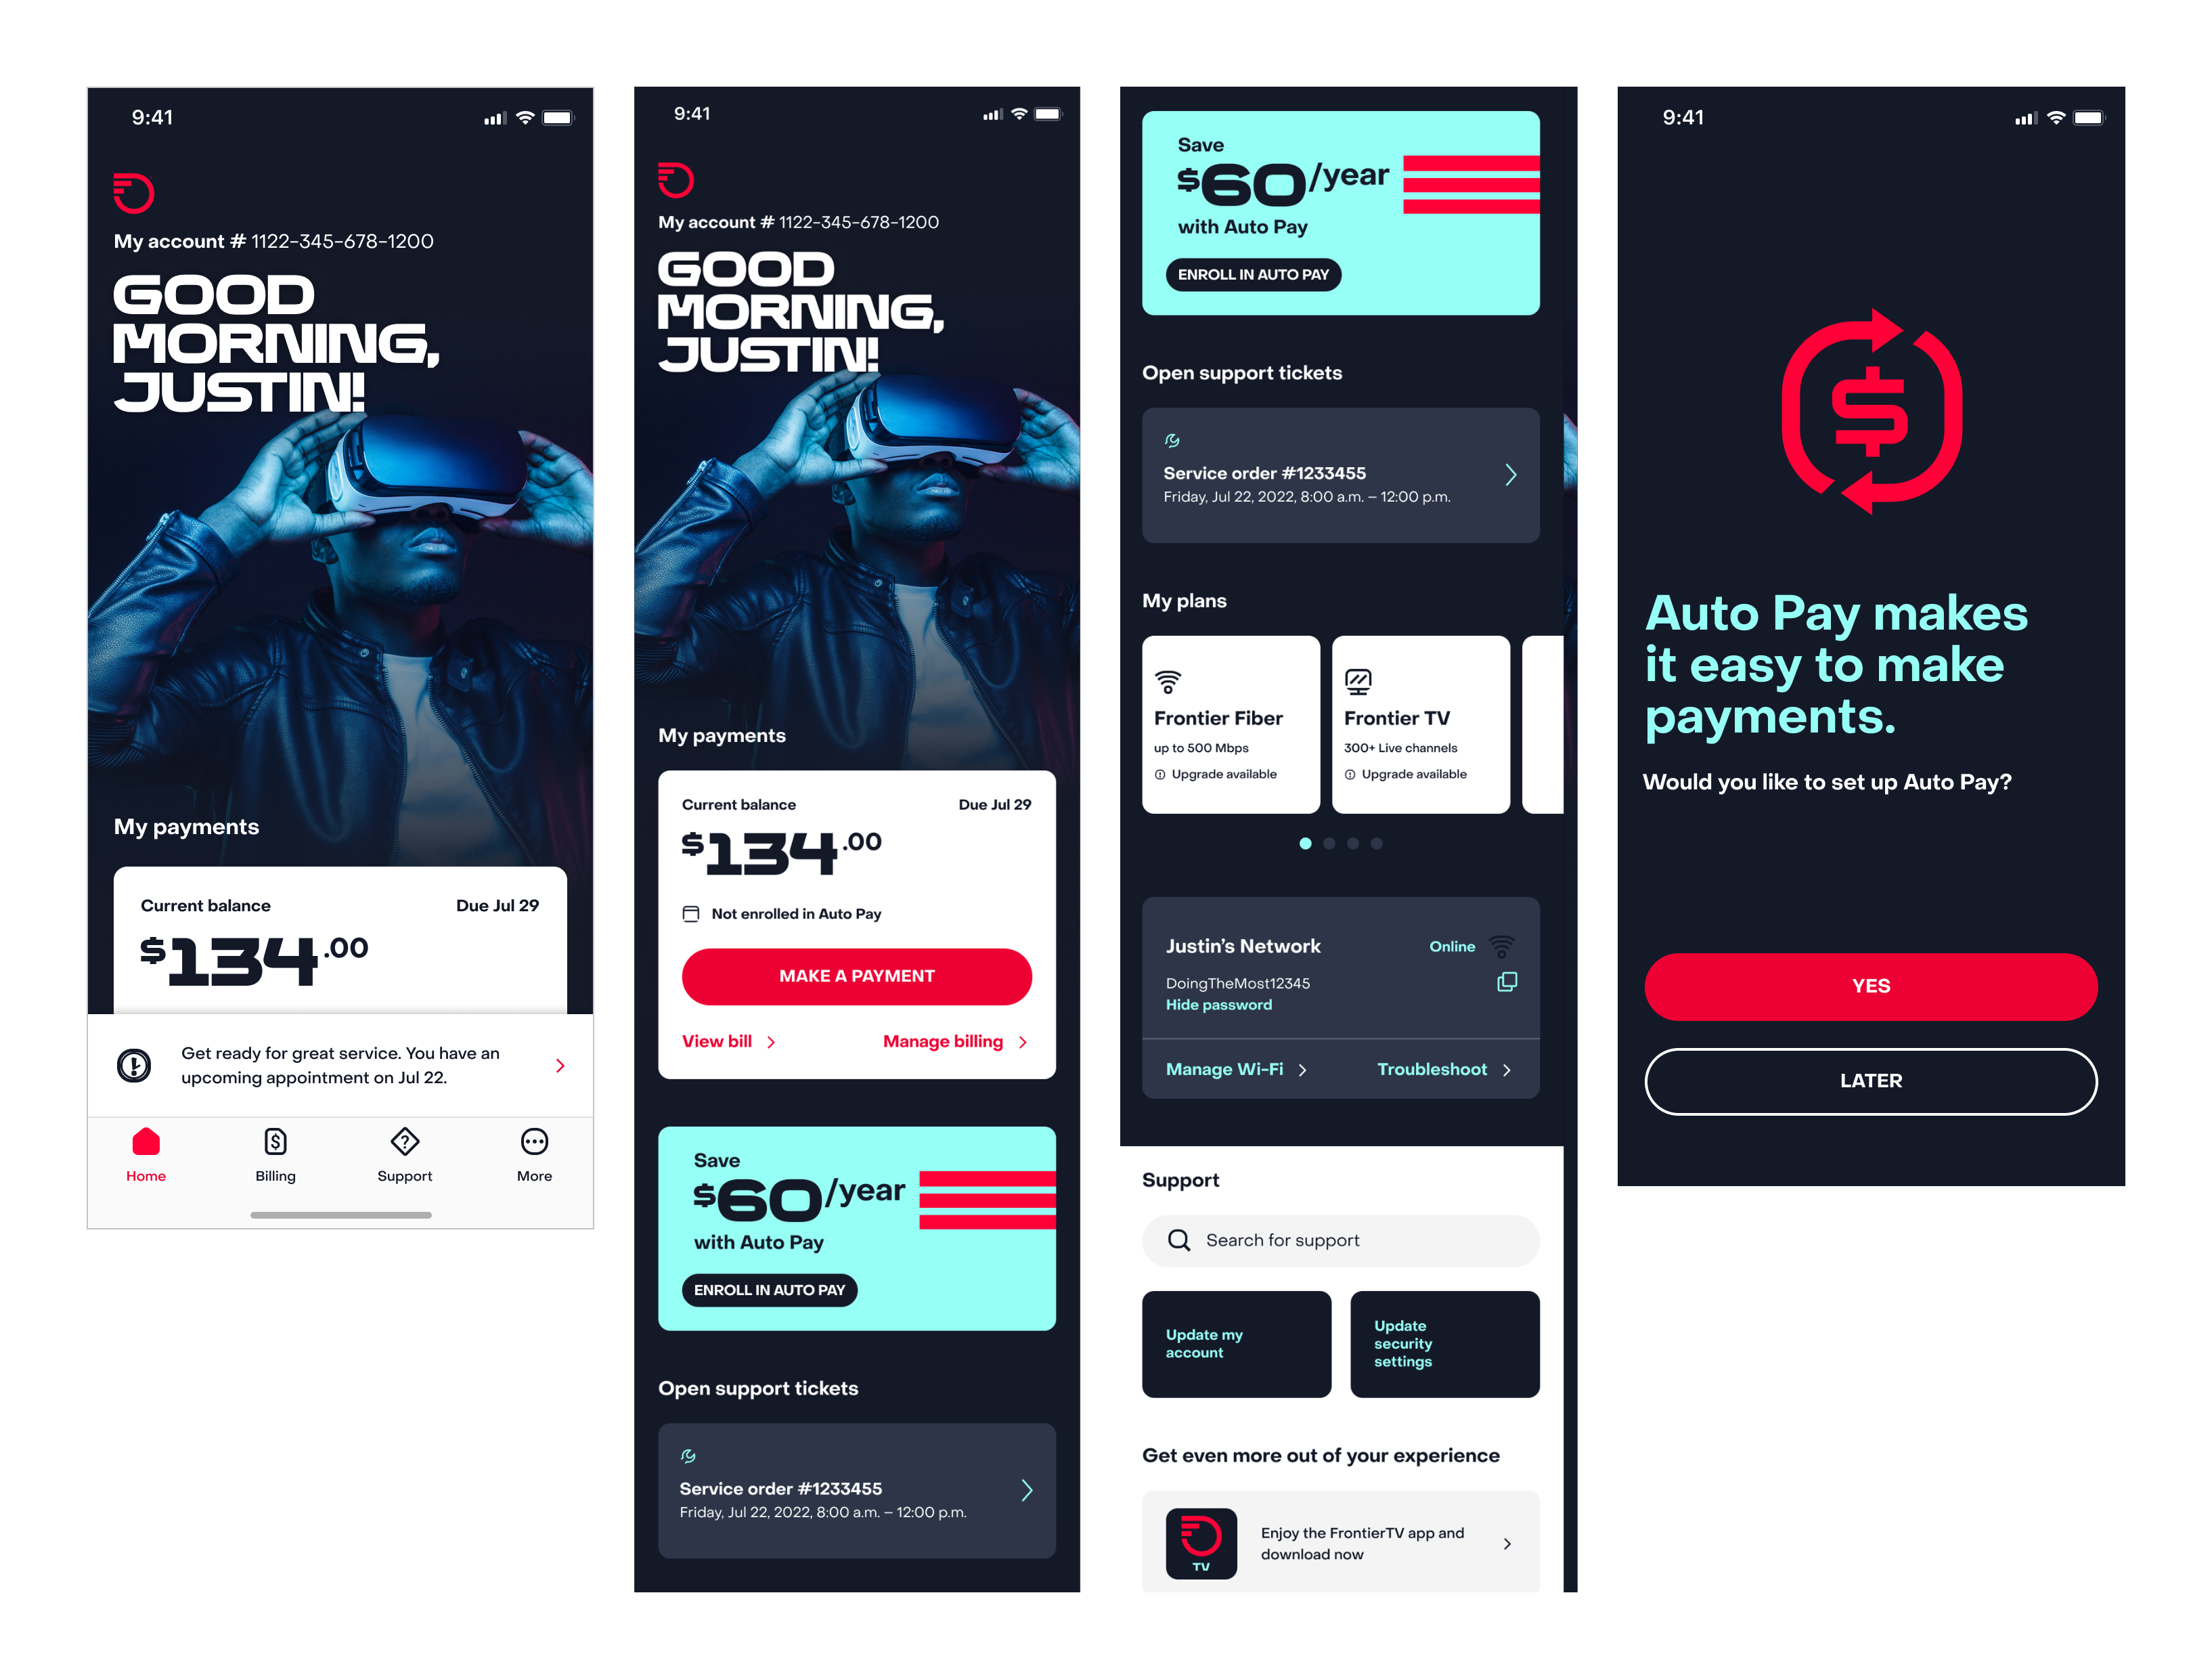 9:41
My account # 1122-345-678-1200
GOOD
MORNING,
JUSTIN!
My payments
Current balance
Due Jul 29
$134.00
Get ready for great service. You have an
upcoming appointment on Jul 22.
Home
Billing
Support
More
9:41
My account # 1122-345-678-1200
GOOD
MORNING,
JUSTIN!
My payments
Current balance
Due Jul 29
$134.00
Not enrolled in Auto Pay
MAKE A PAYMENT
View bill
Manage billing
Save
$60/year
with Auto Pay
ENROLL IN AUTO PAY
Open support tickets
Service order #1233455
Friday, Jul 22, 2022, 8:00 a.m. – 12:00 p.m.
Save
$60/year
with Auto Pay
ENROLL IN AUTO PAY
Open support tickets
Service order #1233455
Friday, Jul 22, 2022, 8:00 a.m. – 12:00 p.m.
My plans
Frontier Fiber
up to 500 Mbps
Upgrade available
Frontier TV
300+ Live channels
Upgrade available
Justin's Network
Online
DoingTheMost12345
Hide password
Manage Wi-Fi
Troubleshoot
Support
Search for support
Update my
account
Update
security
settings
Get even more out of your experience
TV
Enjoy the FrontierTV app and
download now
9:41
Auto Pay makes
it easy to make
payments.
Would you like to set up Auto Pay?
YES
LATER